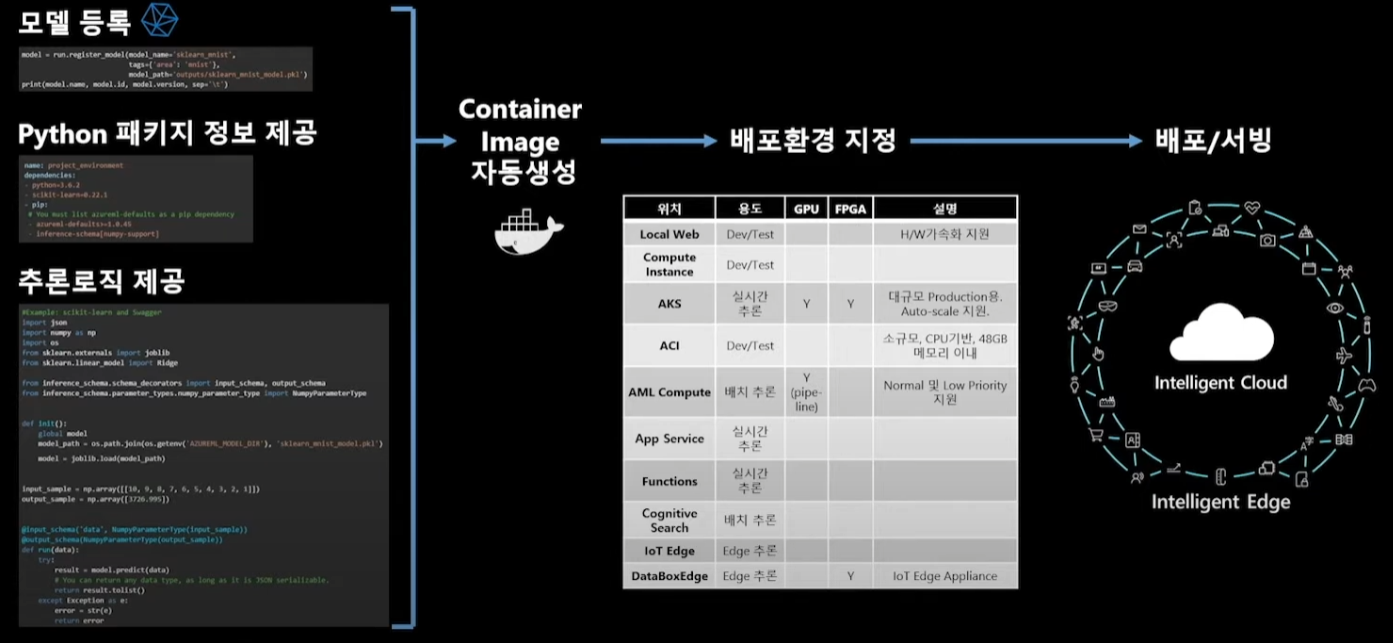 모델 등록
model = run.register_model(model_name='sklearn_mnist',
tags={'area': 'mnist'},
model_path='outputs/sklearn_mnist_model.pkl')
print(model.name, model.id, model.version, sep='\t')
Python 패키지 정보 제공
name: project_environment
dependencies:
- python=3.6.2
- scikit-learn=0.22.1
- pip:
# You must list azureml-defaults as a pip dependency
- azureml-defaults>=1.0.45
- inference-schema[numpy-support]
추론로직 제공
#Example: scikit-learn and Swagger
import json
import numpy as np
import os
from sklearn.externals import joblib
from sklearn.linear_model import Ridge
from inference_schema.schema_decorators import input_schema, output_schema
from inference_schema.parameter_types.numpy_parameter_type import NumpyParameterType
def init():
global model
model_path = os.path.join(os.getenv('AZUREML_MODEL_DIR'), 'sklearn_mnist_model.pkl')
model = joblib.load(model_path)
input_sample = np.array([[10, 9, 8, 7, 6, 5, 4, 3, 2, 1]])
output_sample = np.array([3726.995])
@input_schema('data', NumpyParameterType(input_sample))
@output_schema(NumpyParameterType(output_sample))
def run(data):
try:
result = model.predict(data)
# You can return any data type, as long as it is JSON serializable.
return result.tolist()
except Exception as e:
error = str(e)
return error
Container
Image
자동생성
배포환경 지정
위치 용도 GPU FPGA 설명
Local Web Dev/Test H/W가속화 지원
Compute
Instance
Dev/Test
AKS
실시간
추론
Y Y
대규모 Production용.
Auto-scale 지원.
ACI Dev/Test
소규모, CPU기반, 48GB
메모리 이내
AML Compute 배치 추론
Y
(pipe-
line)
Normal 및 Low Priority
지원
App Service
실시간
추론
Functions
실시간
추론
Cognitive
Search
배치 추론
IoT Edge Edge 추론
DataBoxEdge Edge 추론 Y IoT Edge Appliance
배포/서빙
Intelligent Cloud
Intelligent Edge